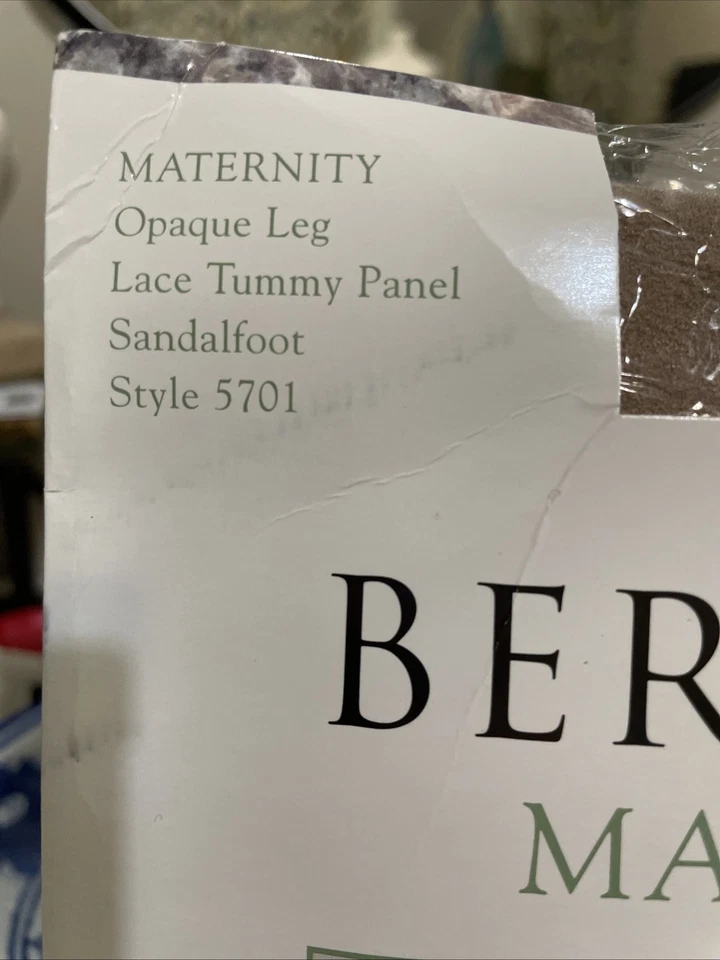 MATERNITY
Opaque Leg
Lace Tummy Panel
Sandalfoot
Style 5701
BER
MA